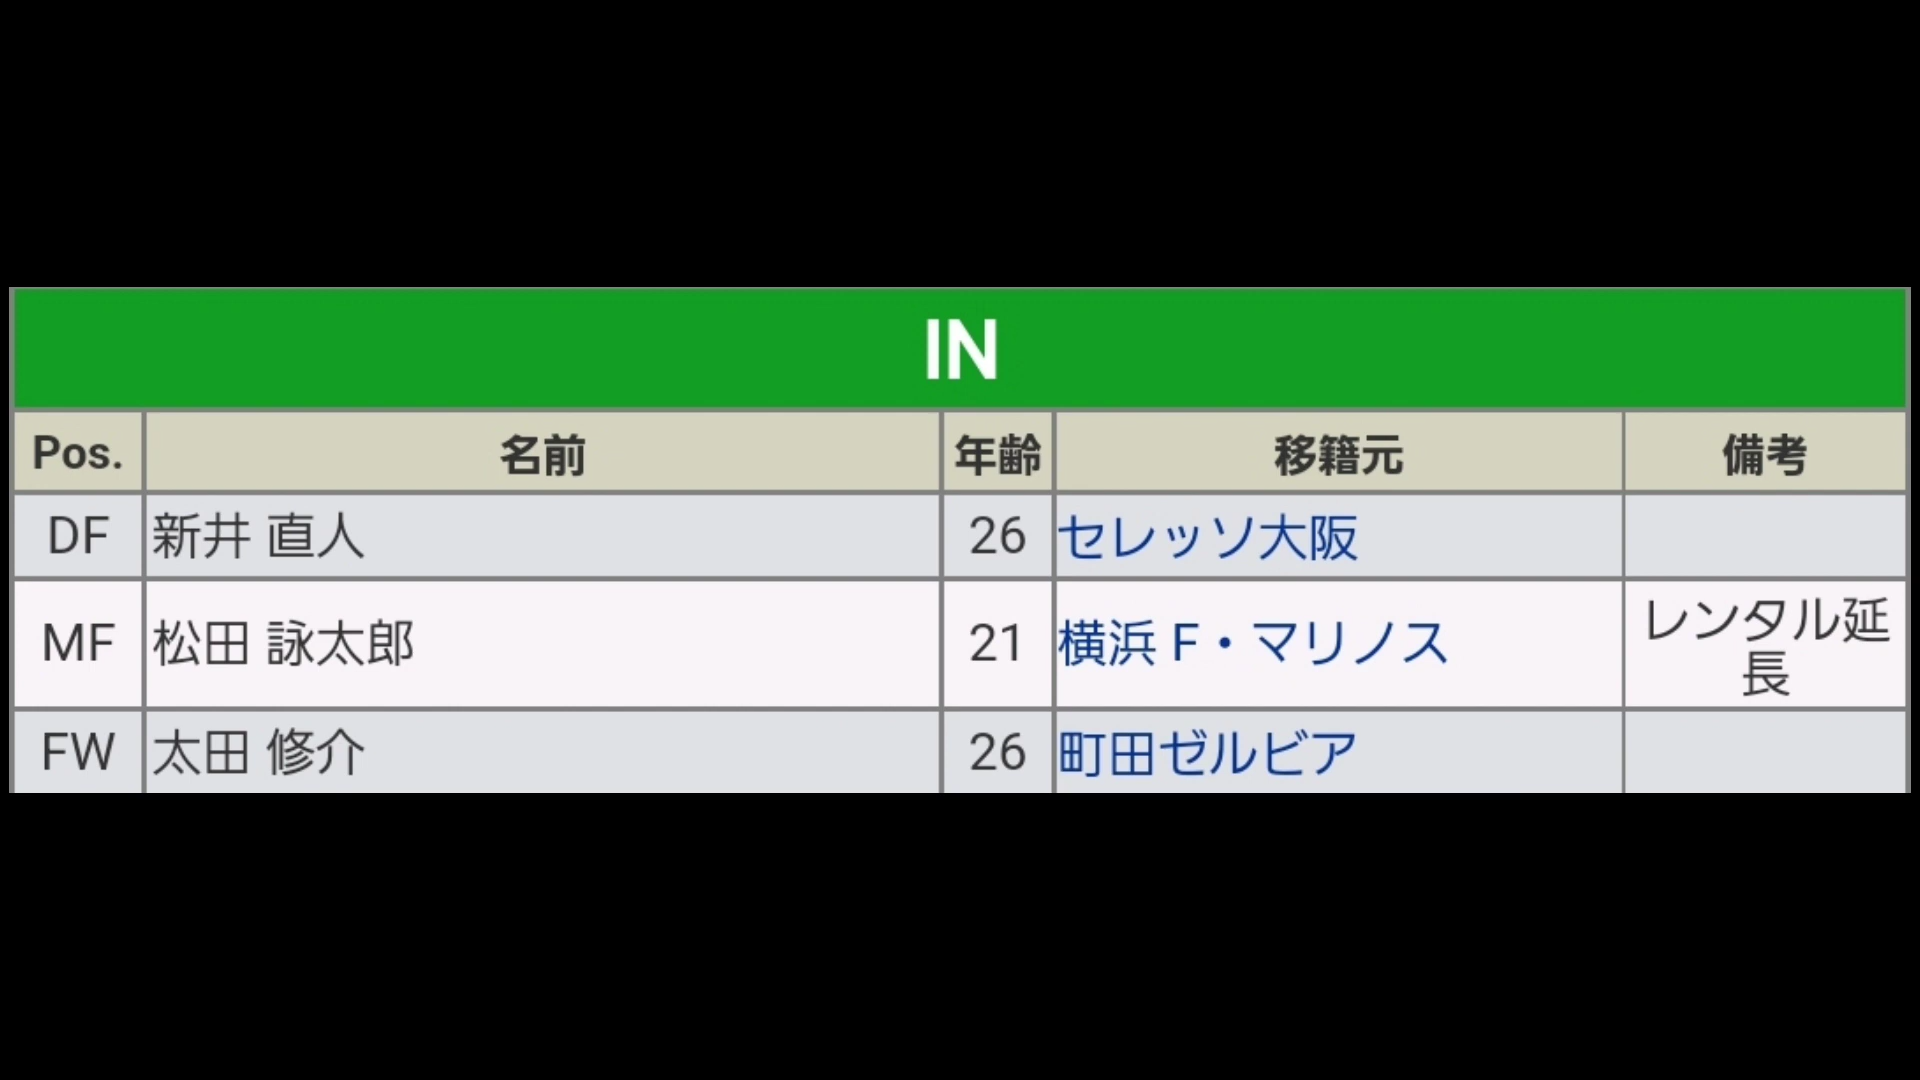 IN
Pos. 名前 年齢 移籍元 備考
DF 新井 直人 26 セレッソ大阪
MF 松田 詠太郎 21 横浜 F・マリノス レンタル延
長
FW 太田 修介 26 町田ゼルビア